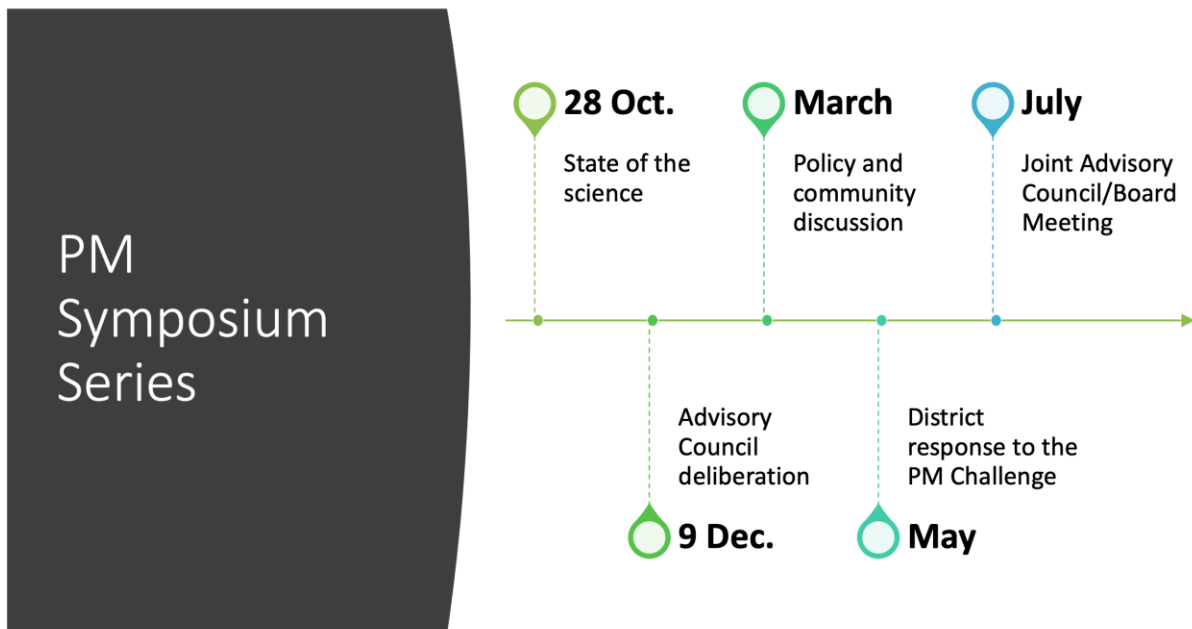 PM
Symposium
Series
28 Oct.
State of the
science
March
Policy and
community
discussion
July
Joint Advisory
Council/Board
Meeting
Advisory
Council
deliberation
9 Dec.
District
response to the
PM Challenge
May